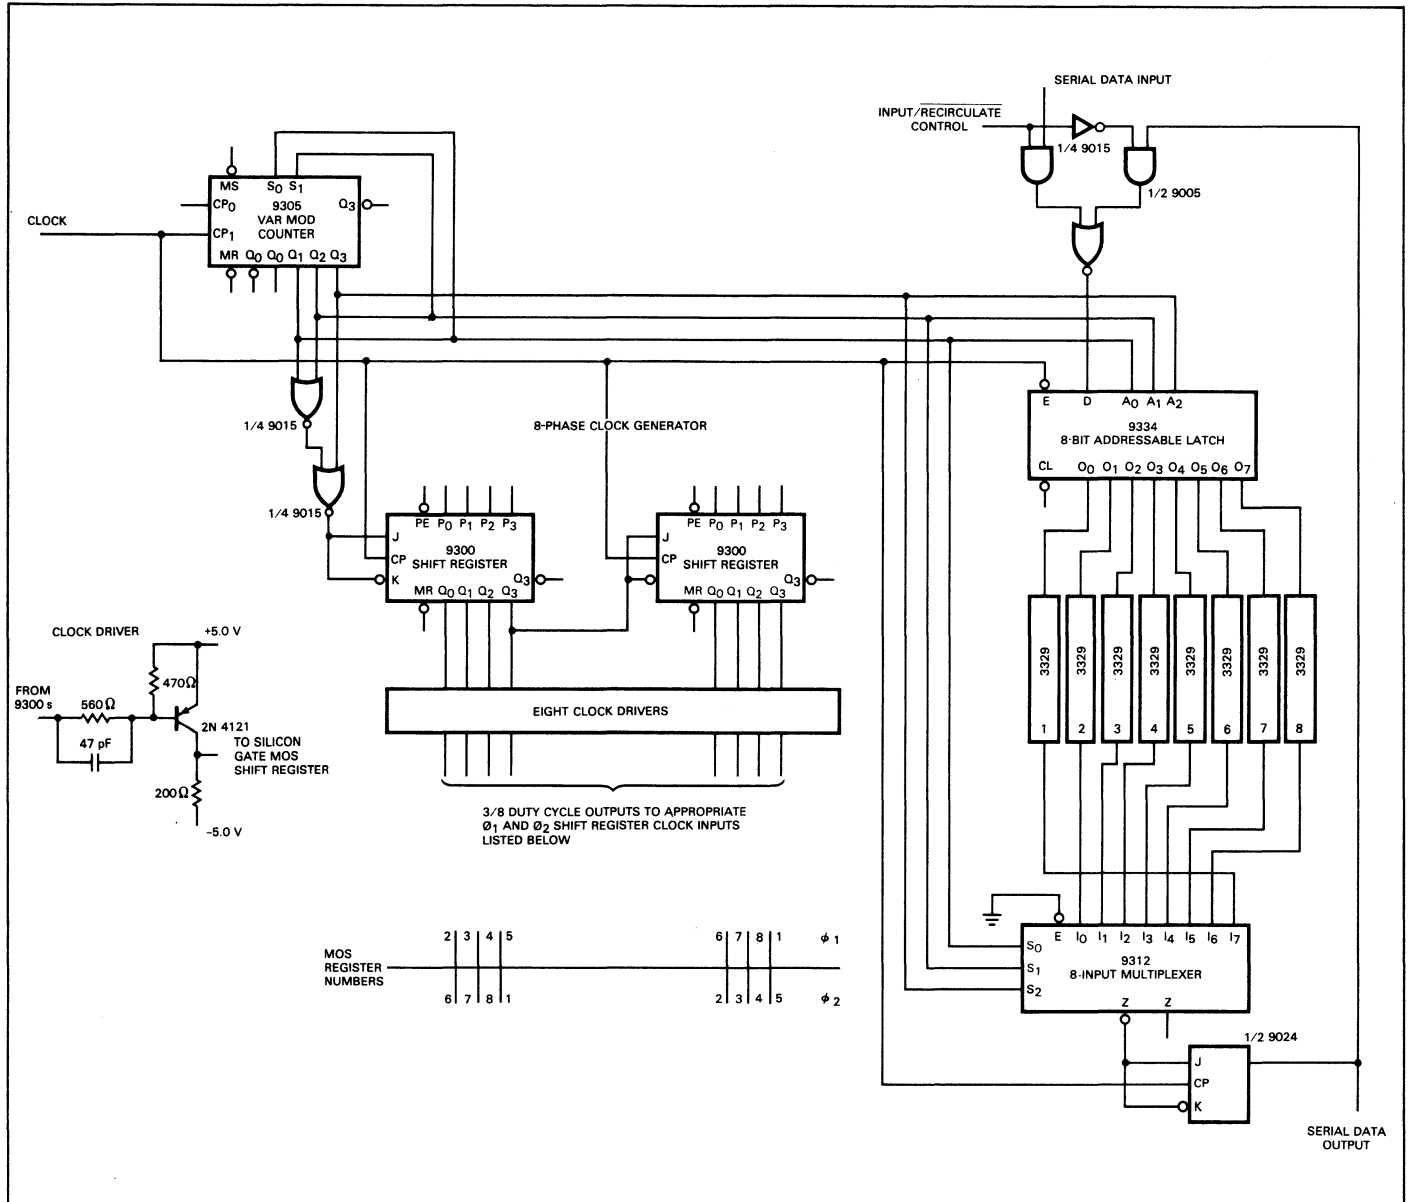 SERIAL DATA INPUT
INPUT/RECIRCULATE
CONTROL
1/4 9015
1/2 9005
CLOCK
MS S0 S1
CP0
9305
VAR MOD
COUNTER
Q3
CP1
MR Q0 Q0 Q1 Q2 Q3
1/4 9015
1/4 9015
8-PHASE CLOCK GENERATOR
E D A0 A1 A2
9334
8-BIT ADDRESSABLE LATCH
CL O0 O1 O2 O3 O4 O5 O6 O7
PE P0 P1 P2 P3
J
CP
K
9300
SHIFT REGISTER
Q3
MR Q0 Q1 Q2 Q3
PE P0 P1 P2 P3
J
CP
9300
SHIFT REGISTER
Q3
MR Q0 Q1 Q2 Q3
EIGHT CLOCK DRIVERS
3/8 DUTY CYCLE OUTPUTS TO APPROPRIATE
Ø1 AND Ø2 SHIFT REGISTER CLOCK INPUTS
LISTED BELOW
CLOCK DRIVER
+5.0 V
470Ω
FROM
9300 s
560Ω
47 pF
2N 4121
TO SILICON
GATE MOS
SHIFT REGISTER
200Ω
-5.0 V
3329 3329 3329 3329 3329 3329 3329 3329
1 2 3 4 5 6 7 8
MOS
REGISTER
NUMBERS
2 3 4 5 6 7 8 1 ϕ1
6 7 8 1 2 3 4 5 ϕ2
E I0 I1 I2 I3 I4 I5 I6 I7
S0
S1
S2
9312
8-INPUT MULTIPLEXER
Z Z
1/2 9024
J
CP
K
SERIAL DATA
OUTPUT